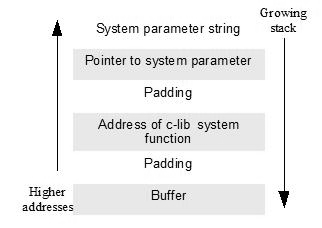 System parameter string
Growing
stack
Pointer to system parameter
Padding
Address of c-lib system
function
Padding
Higher
addresses
Buffer